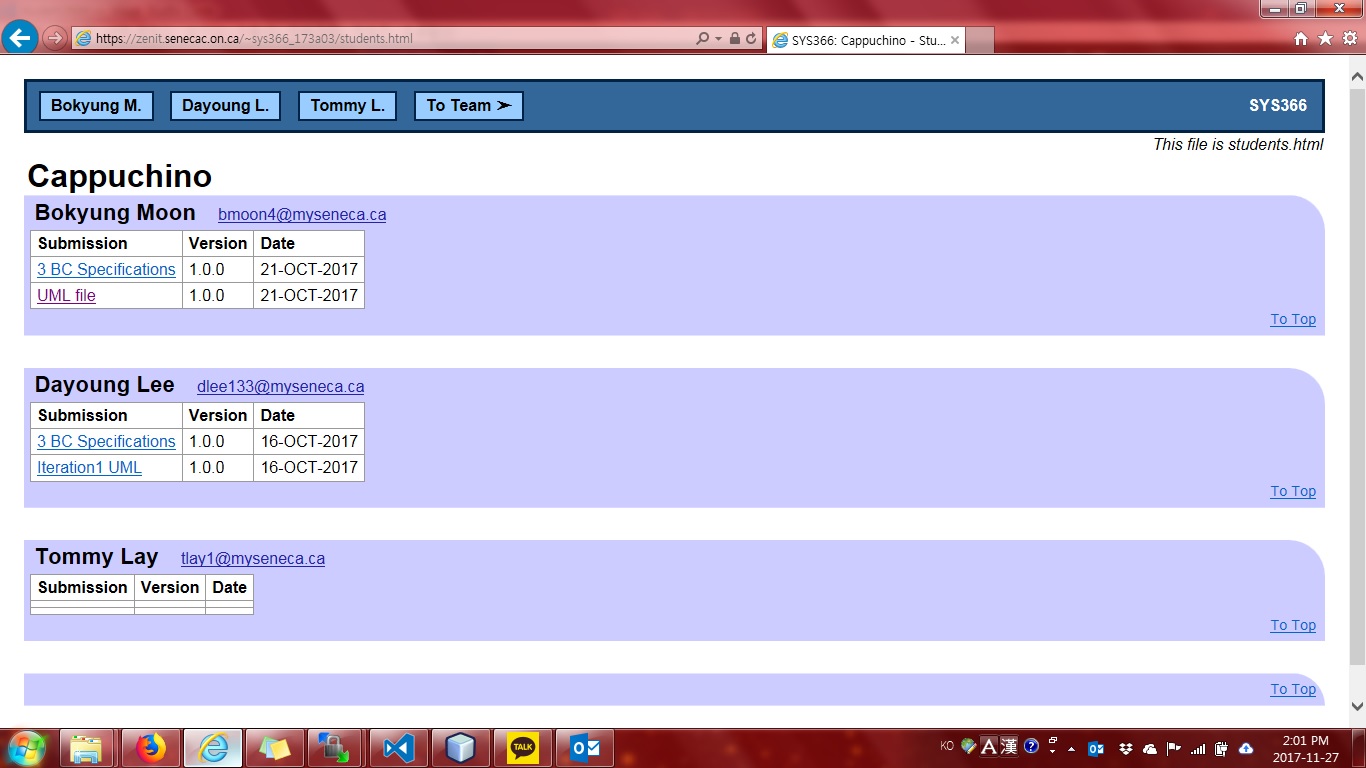 https://zenit.senecac.on.ca/~sys366_173a03/students.html
SYS366: Cappuchino - Stu...
Bokyung M. Dayoung L. Tommy L. To Team ➢ SYS366
This file is students.html
Cappuchino
Bokyung Moon bmoon4@myseneca.ca
Submission Version Date
3 BC Specifications 1.0.0 21-OCT-2017
UML file 1.0.0 21-OCT-2017
To Top
Dayoung Lee dlee133@myseneca.ca
Submission Version Date
3 BC Specifications 1.0.0 16-OCT-2017
Iteration1 UML 1.0.0 16-OCT-2017
To Top
Tommy Lay tlay1@myseneca.ca
Submission Version Date
To Top
To Top
TALK
KO A 漢
2:01 PM
2017-11-27